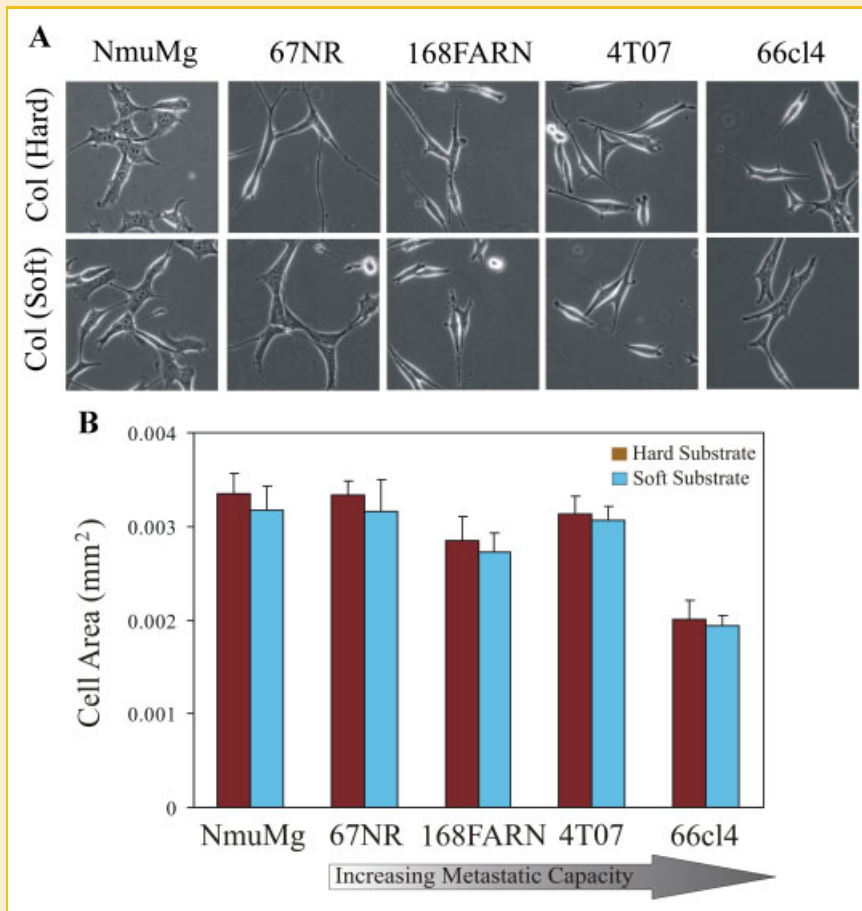 A
NmuMg 67NR 168FARN 4T07 66cl4
Col (Hard)
Col (Soft)
B
0.004
0.003
0.002
0.001
0
Cell Area (mm²)
Hard Substrate
Soft Substrate
NmuMg 67NR 168FARN 4T07 66cl4
Increasing Metastatic Capacity